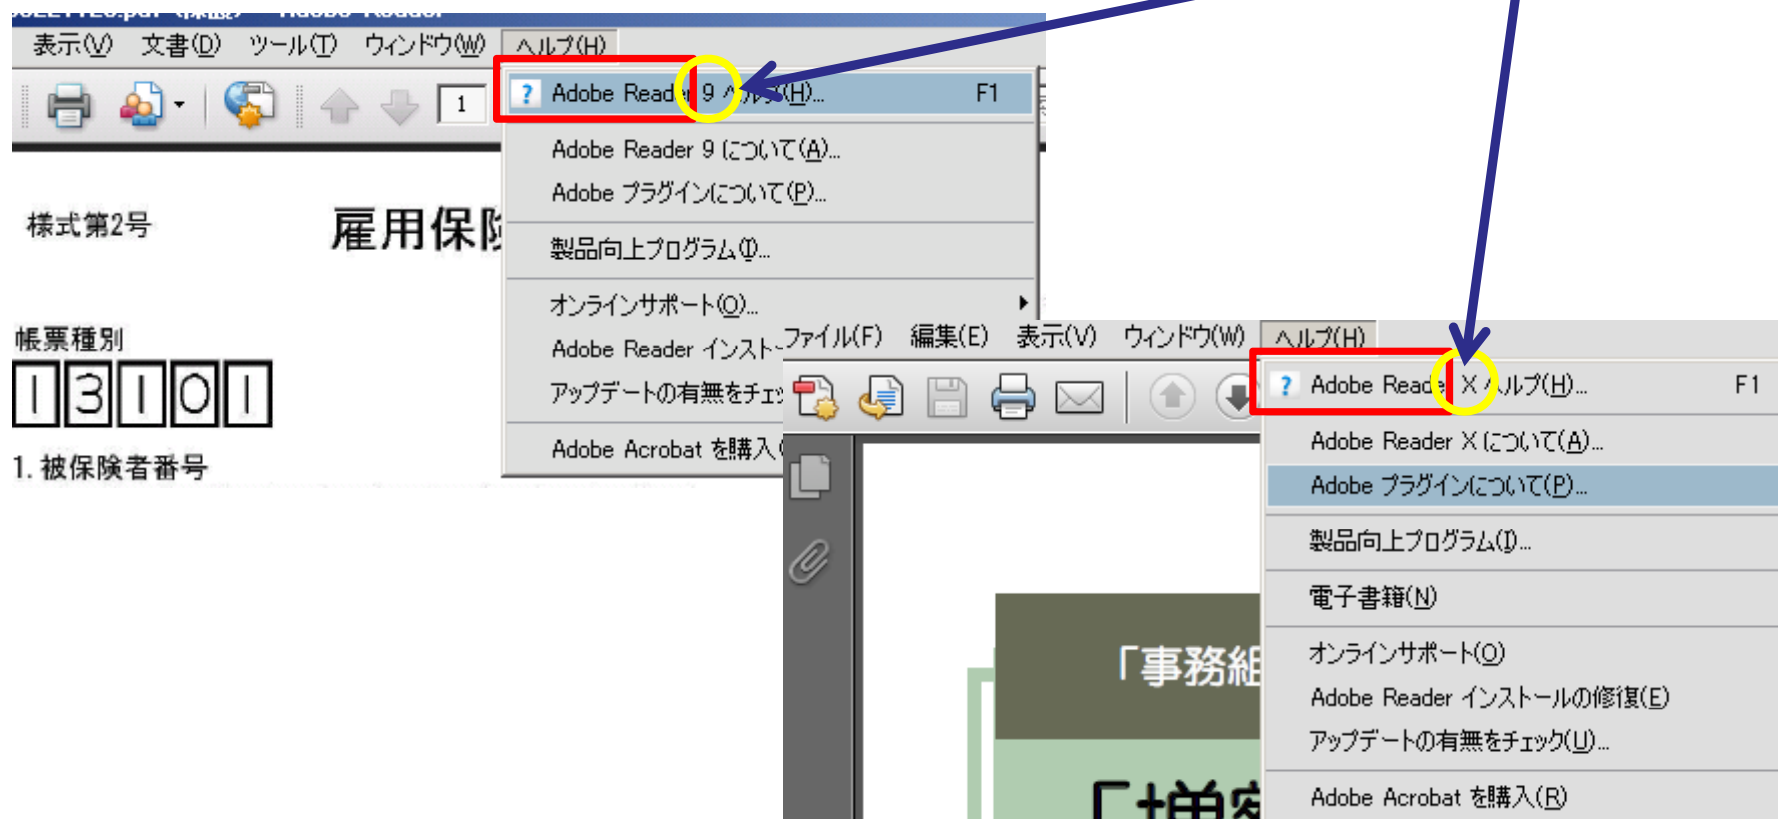 表示(V) 文書(D) ツール(T) ウィンドウ(W) ヘルプ(H)
1
Adobe Reader 9 ヘルプ(H)... F1
Adobe Reader 9 について(A)...
Adobe プラグインについて(P)...
製品向上プログラム(I)...
オンラインサポート(O)...
Adobe Reader インスト
アップデートの有無をチェッ
Adobe Acrobat を購入(
様式第2号
雇用保険
帳票種別
13101
1. 被保険者番号
ファイル(F) 編集(E) 表示(V) ウィンドウ(W) ヘルプ(H)
Adobe Reader X ヘルプ(H)... F1
Adobe Reader X について(A)...
Adobe プラグインについて(P)...
製品向上プログラム(I)...
電子書籍(N)
オンラインサポート(O)
Adobe Reader インストールの修復(E)
アップデートの有無をチェック(U)...
Adobe Acrobat を購入(R)
「事務組